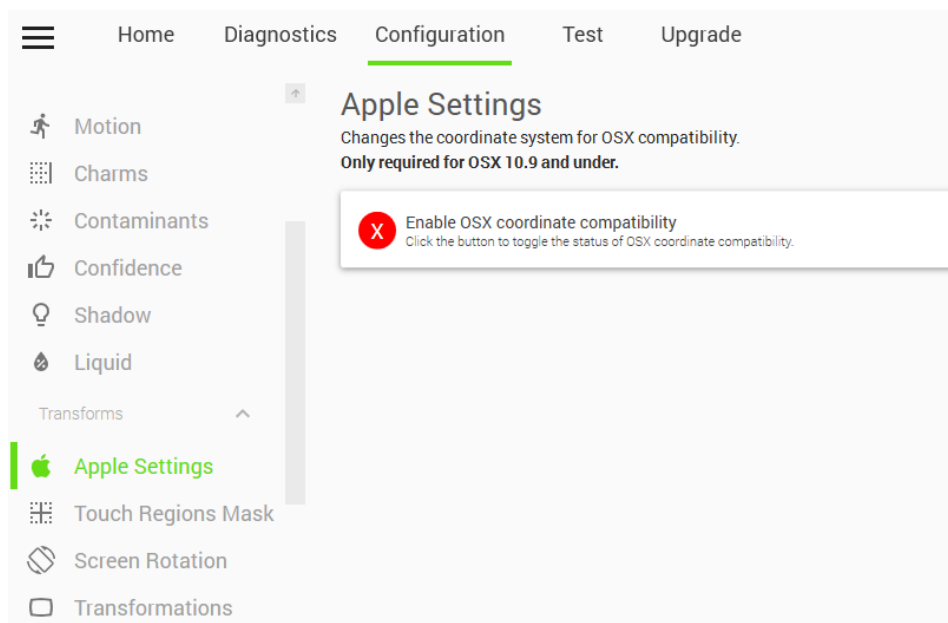 Home Diagnostics Configuration Test Upgrade
Motion
Charms
Contaminants
Confidence
Shadow
Liquid
Transforms
Apple Settings
Touch Regions Mask
Screen Rotation
Transformations
Apple Settings
Changes the coordinate system for OSX compatibility.
Only required for OSX 10.9 and under.
X
Enable OSX coordinate compatibility
Click the button to toggle the status of OSX coordinate compatibility.